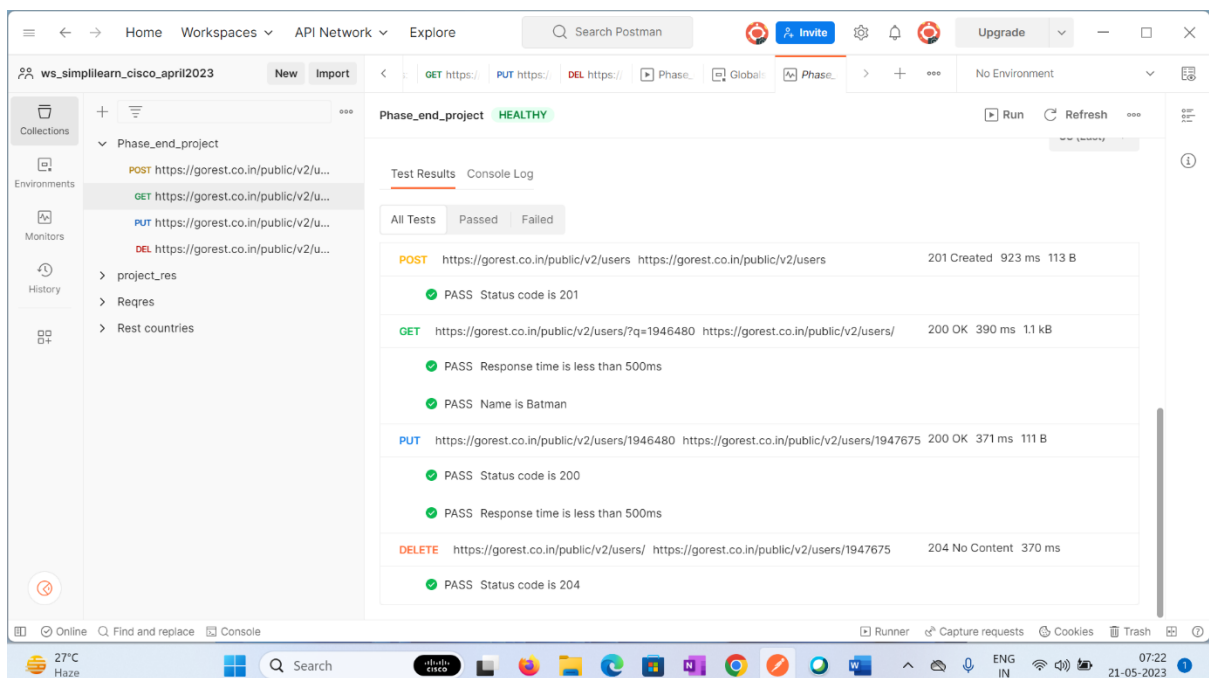 Home Workspaces API Network Explore Search Postman Invite Upgrade
ws_simplilearn_cisco_april2023 New Import GET https:/ PUT https:/ DEL https:// Phase_ Global Phase_ No Environment
Collections
Environments
Monitors
History
Phase_end_project
POST https://gorest.co.in/public/v2/u...
GET https://gorest.co.in/public/v2/u...
PUT https://gorest.co.in/public/v2/u...
DEL https://gorest.co.in/public/v2/u...
project_res
Reqres
Rest countries
Phase_end_project HEALTHY Run Refresh
Test Results Console Log
All Tests Passed Failed
POST https://gorest.co.in/public/v2/users https://gorest.co.in/public/v2/users 201 Created 923 ms 113 B
PASS Status code is 201
GET https://gorest.co.in/public/v2/users/?q=1946480 https://gorest.co.in/public/v2/users/ 200 OK 390 ms 1.1 kB
PASS Response time is less than 500ms
PASS Name is Batman
PUT https://gorest.co.in/public/v2/users/1946480 https://gorest.co.in/public/v2/users/1947675 200 OK 371 ms 111 B
PASS Status code is 200
PASS Response time is less than 500ms
DELETE https://gorest.co.in/public/v2/users/ https://gorest.co.in/public/v2/users/1947675 204 No Content 370 ms
PASS Status code is 204
Online Find and replace Console Runner Capture requests Cookies Trash
27°C
Haze
Search
CISCO
ENG
IN
07:22
21-05-2023
1